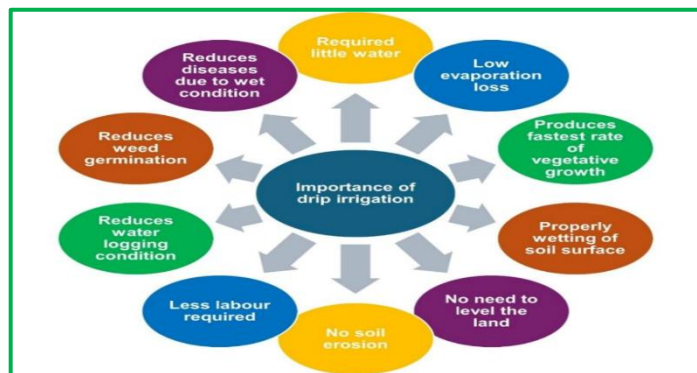 Importance of
drip irrigation
Required
little water
Low
evaporation
loss
Produces
fastest rate
of
vegetative
growth
Properly
wetting of
soil surface
No need to
level the
land
No soil
erosion
Less labour
required
Reduces
water
logging
condition
Reduces
weed
germination
Reduces
diseases
due to wet
condition